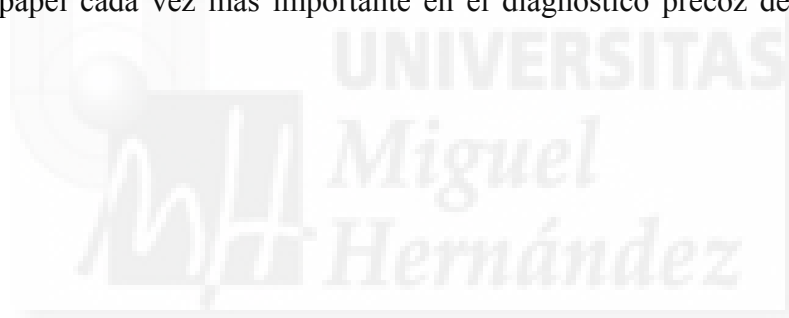 papel cada vez más importante en el diagnóstico precoz de
UNIVERSITAS
Miguel
Hernández